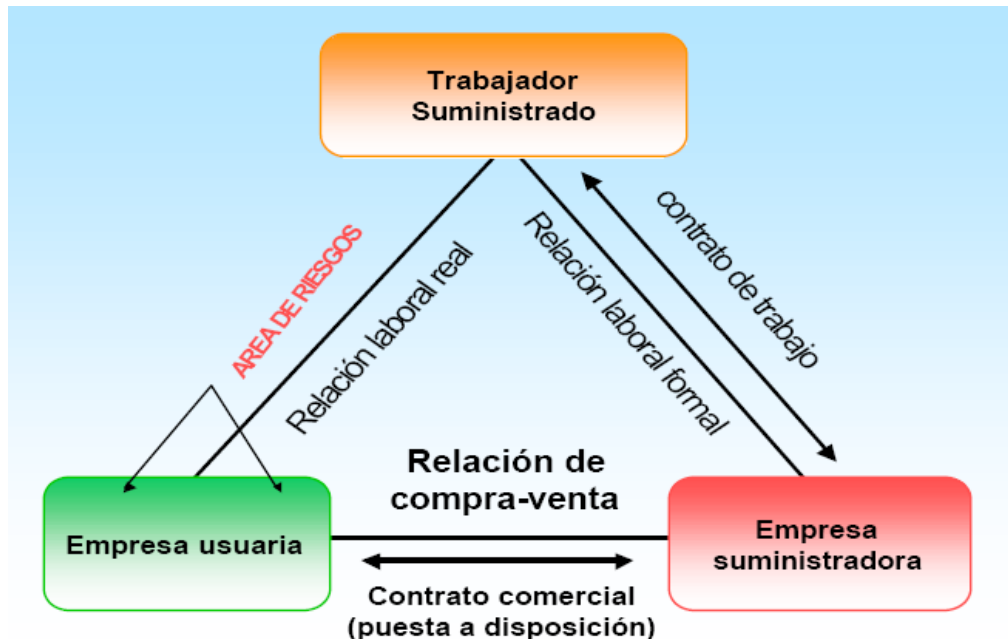 Trabajador
Suministrado
AREA DE RIESGOS
Relación laboral real
Relación laboral formal
contrato de trabajo
Relación de
compra-venta
Empresa usuaria
Empresa
suministradora
Contrato comercial
(puesta a disposición)